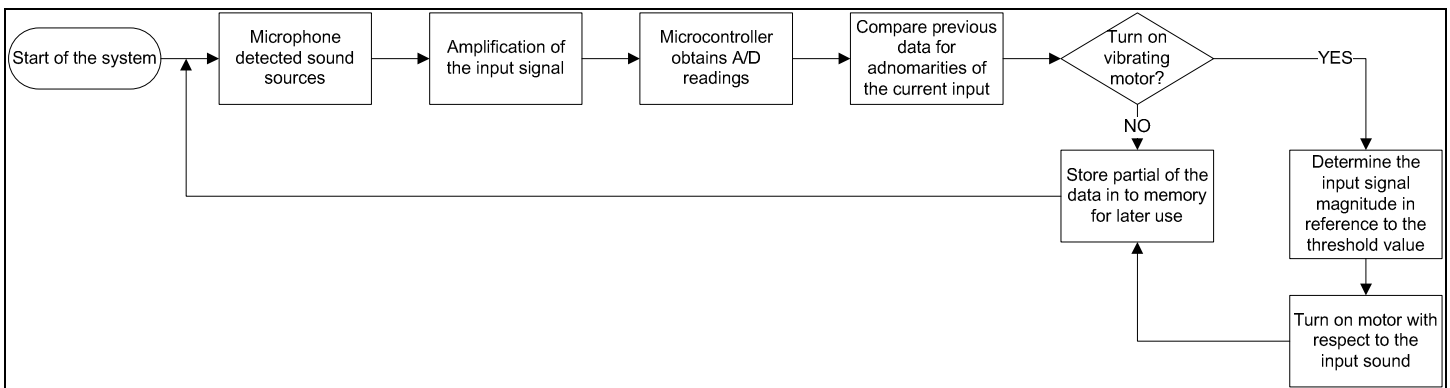 Start of the system
Microphone
detected sound
sources
Amplification of
the input signal
Microcontroller
obtains A/D
readings
Compare previous
data for
adnomarities of
the current input
Turn on
vibrating
motor?
YES
NO
Store partial of the
data in to memory
for later use
Determine the
input signal
magnitude in
reference to the
threshold value
Turn on motor with
respect to the
input sound